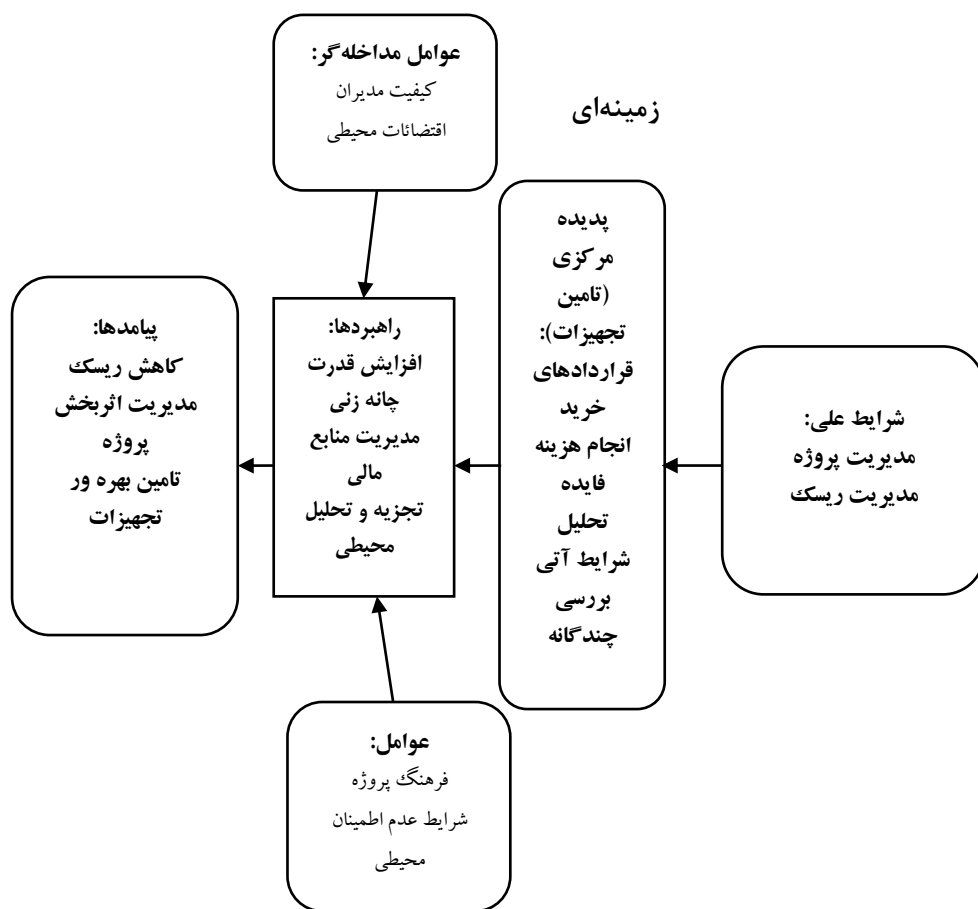 عوامل مداخله‌گر:
کیفیت مدیران
اقتضائات محیطی
زمینه‌ای
شرایط علی:
مدیریت پروژه
مدیریت ریسک
پدیده
مرکزی
(تامین
تجهیزات):
قراردادهای
خرید
انجام هزینه
فایده
تحلیل
شرایط آتی
بررسی
چندگانه
راهبردها:
افزایش قدرت
چانه زنی
مدیریت منابع
مالی
تجزیه و تحلیل
محیطی
پیامدها:
کاهش ریسک
مدیریت اثربخش
پروژه
تامین بهره ور
تجهیزات
عوامل:
فرهنگ پروژه
شرایط عدم اطمینان
محیطی